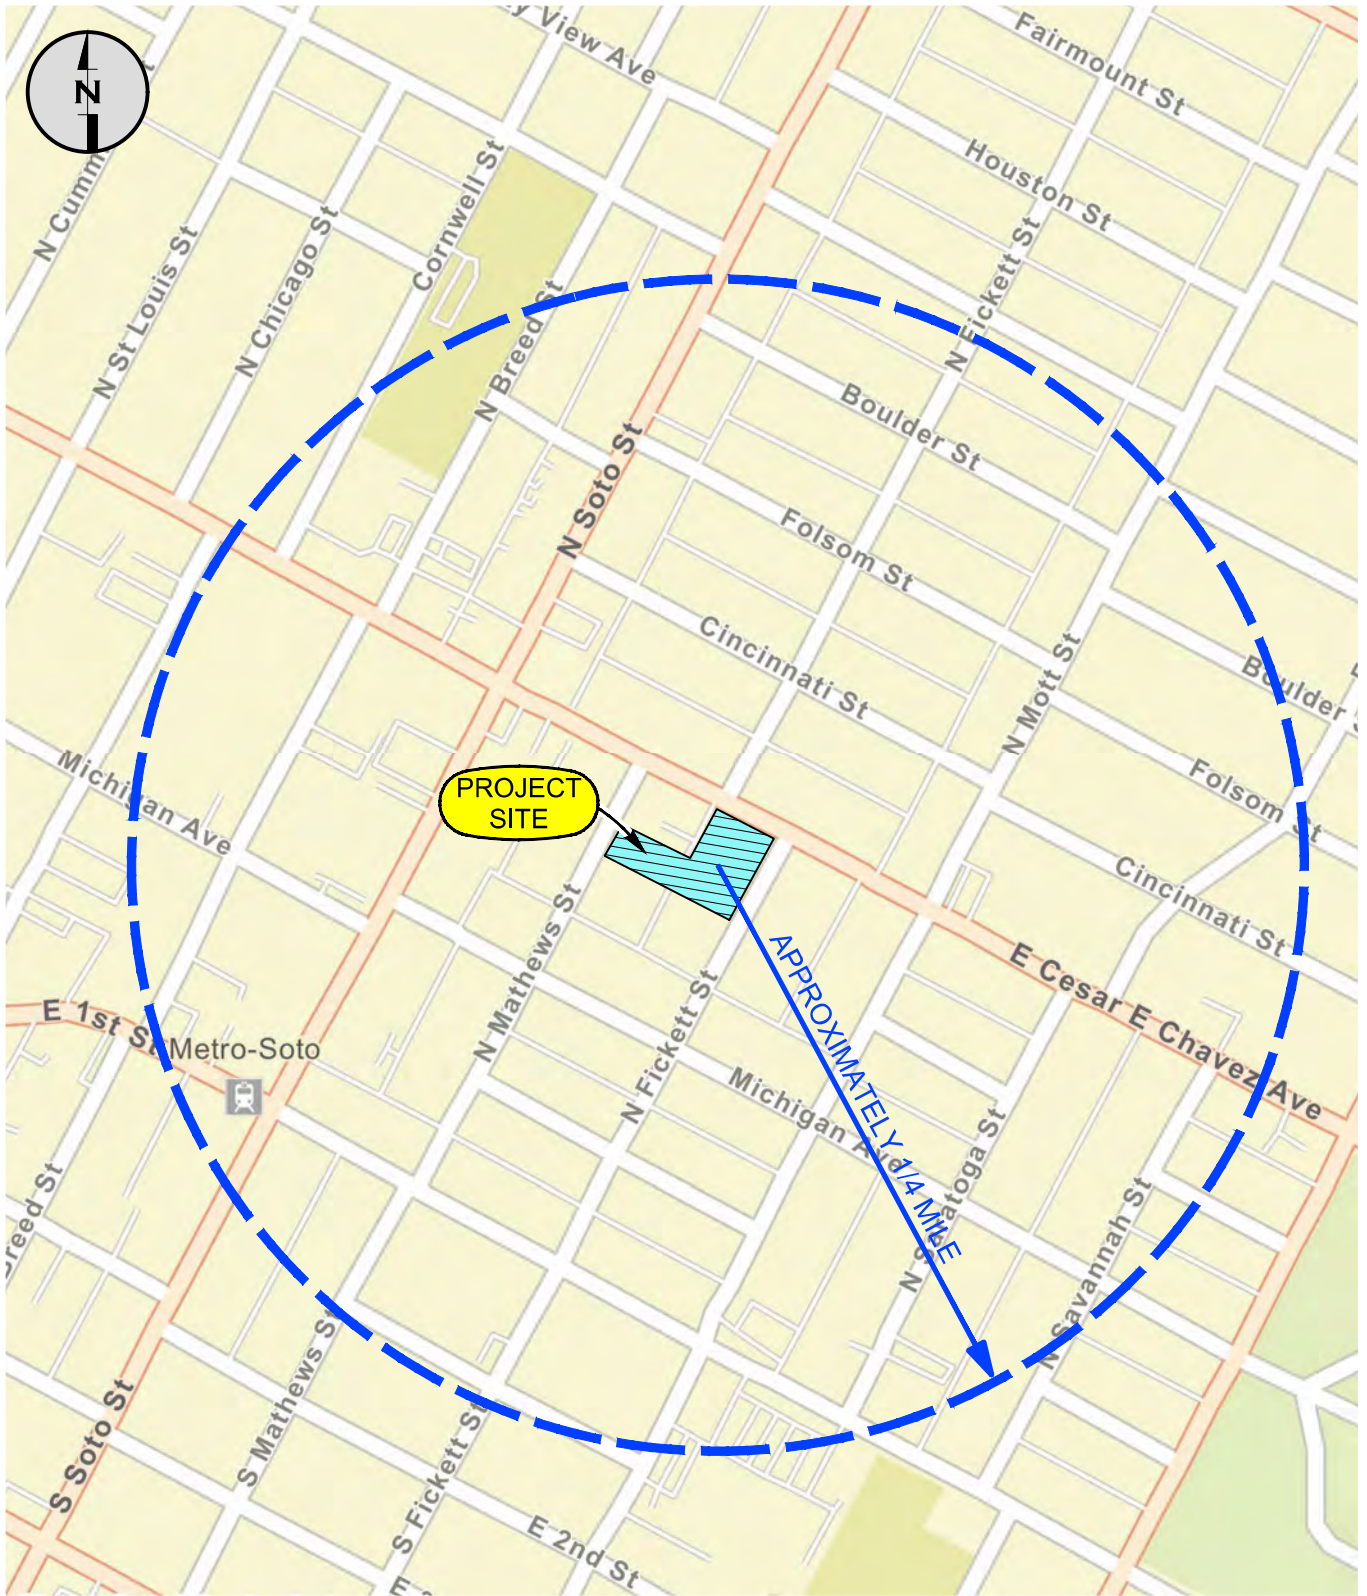 y View Ave
Fairmount St
N
Houston St
N Cumm
Cornwell St
N St Louis St
N Chicago St
N Breed St
N Fickett St
Boulder St
N Soto St
Folsom St
Cincinnati St
N Mott St
Boulder
Michigan Ave
PROJECT
SITE
Folsom St
Cincinnati St
N Mathews St
E Cesar E Chavez Ave
APPROXIMATELY 1/4 MILE
E 1st St
Metro-Soto
N Fickett St
Michigan Ave
N Saratoga St
Breed St
N Savannah St
S Mathews St
S Soto St
S Fickett St
E 2nd St